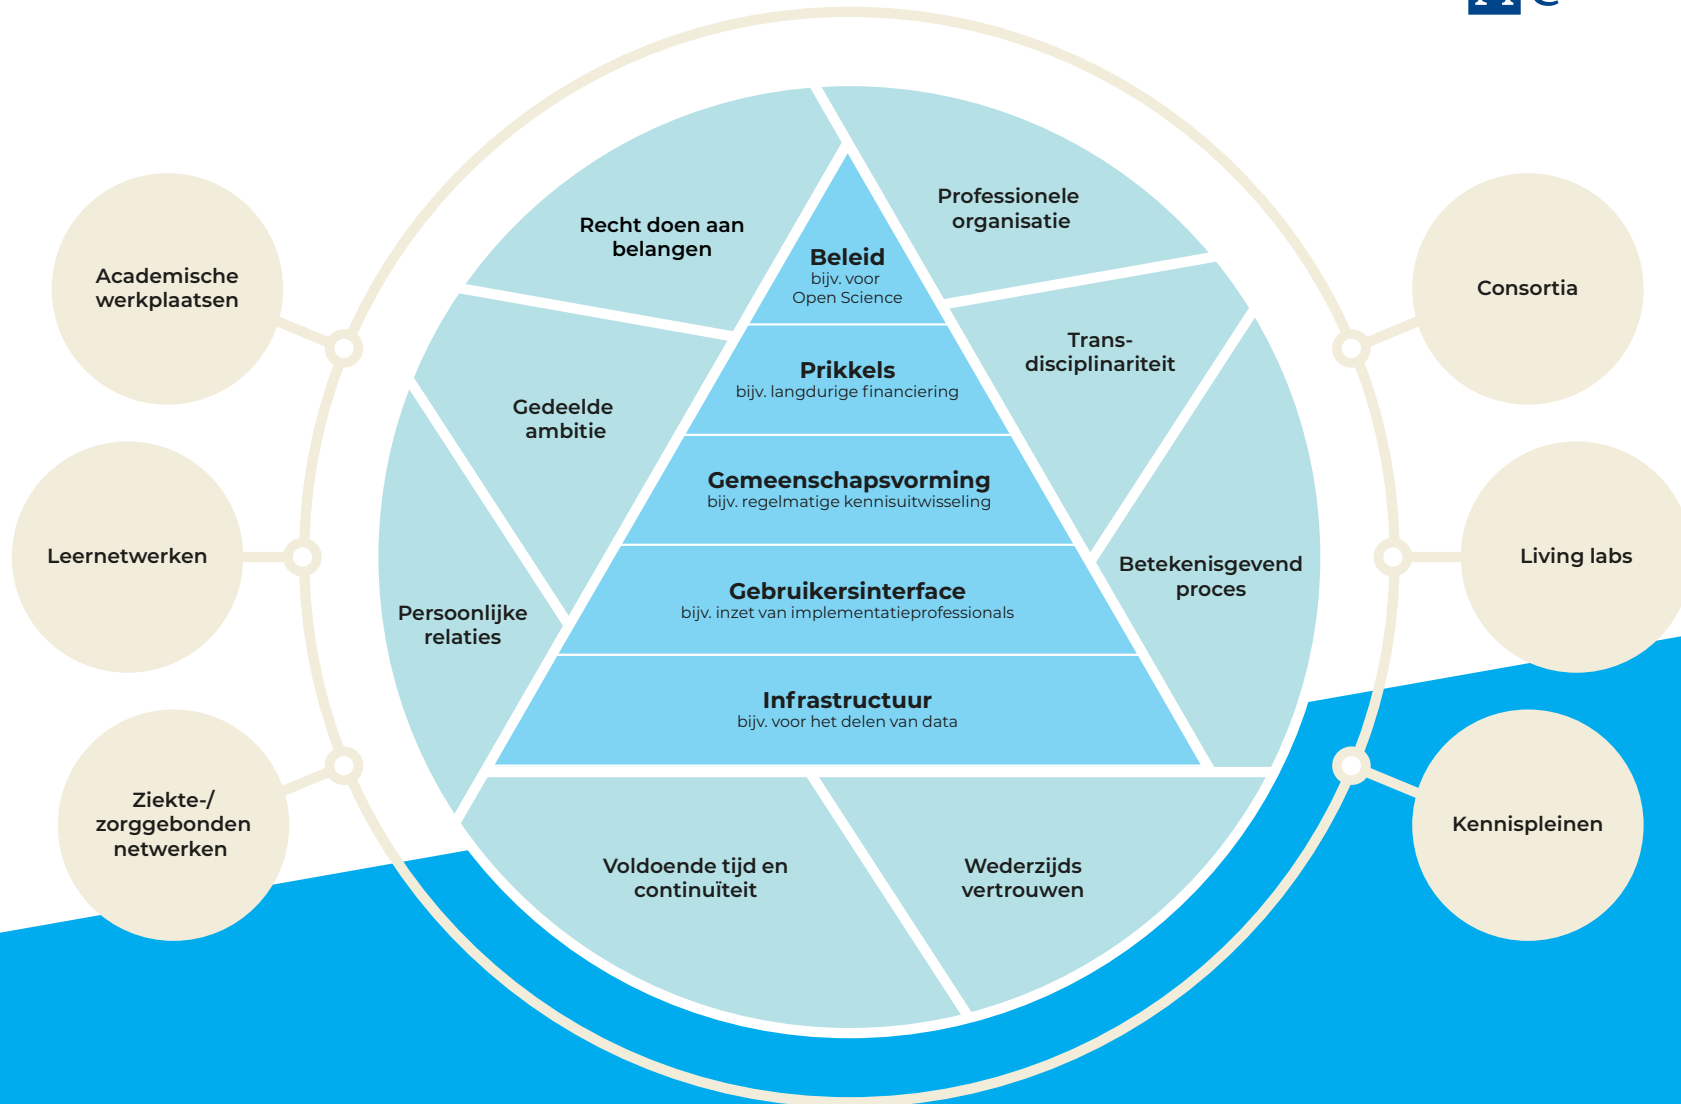 Recht doen aan
belangen
Professionele
organisatie
Beleid
bijv. voor
Open Science
Academische
werkplaatsen
Consortia
Trans-
disciplinariteit
Prikkels
bijv. langdurige financiering
Gedeelde
ambitie
Gemeenschapsvorming
bijv. regelmatige kennisuitwisseling
Leernetwerken
Betekenisgevend
proces
Living labs
Gebruikersinterface
bijv. inzet van implementatieprofessionals
Persoonlijke
relaties
Infrastructuur
bijv. voor het delen van data
Ziekte-/
zorggebonden
netwerken
Kennispleinen
Voldoende tijd en
continuïteit
Wederzijds
vertrouwen